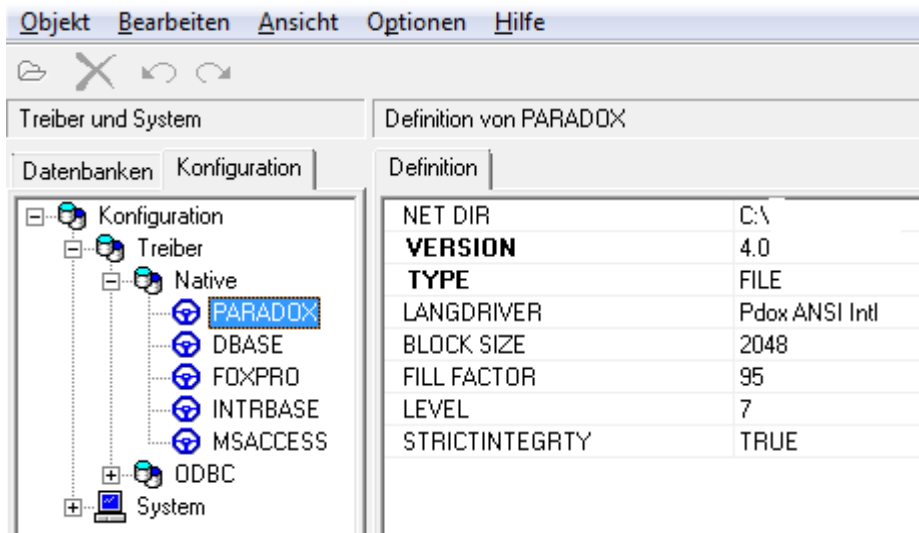 Objekt Bearbeiten Ansicht Optionen Hilfe
Treiber und System
Definition von PARADOX
Datenbanken Konfiguration
Definition
Konfiguration
Treiber
Native
PARADOX
DBASE
FOXPRO
INTRBASE
MSACCESS
ODBC
System
NET DIR C:\
VERSION 4.0
TYPE FILE
LANGDRIVER Pdox ANSI Intl
BLOCK SIZE 2048
FILL FACTOR 95
LEVEL 7
STRICTINTEGRTY TRUE